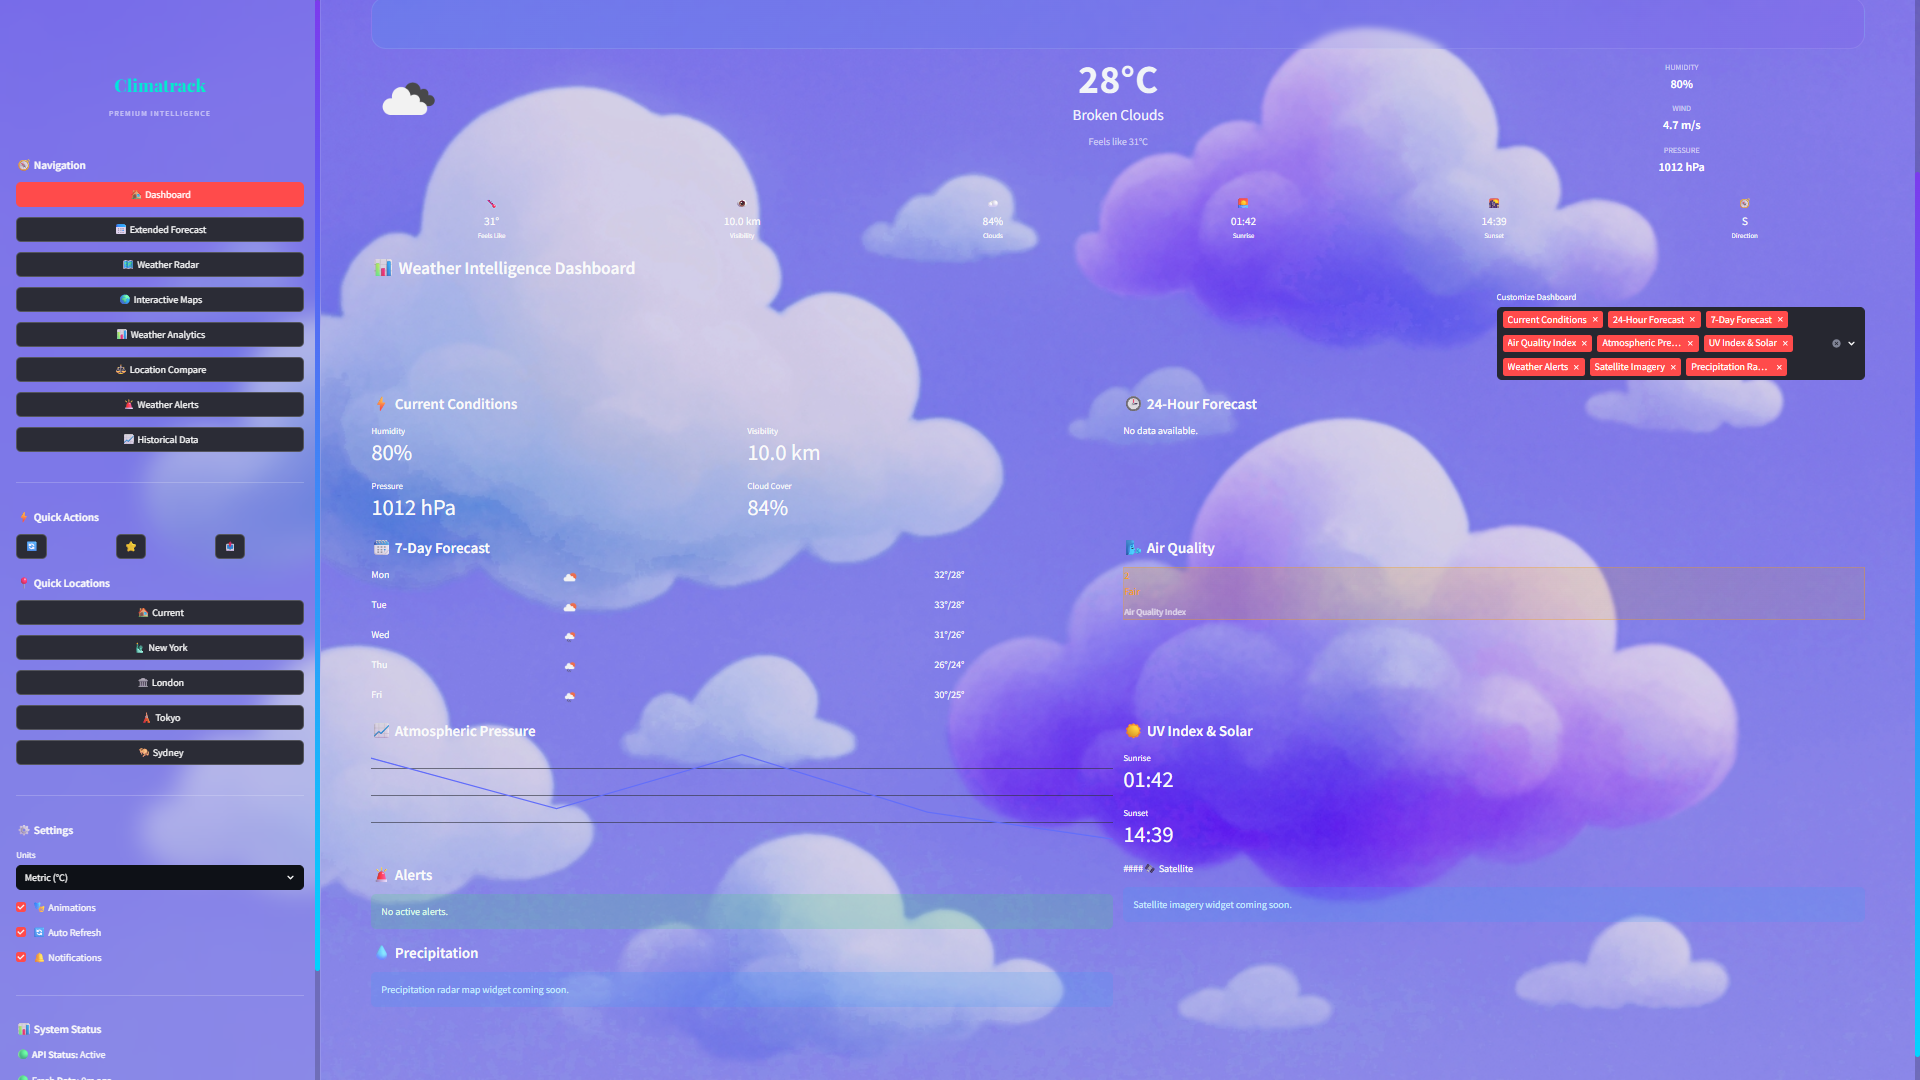 Climatrack
PREMIUM INTELLIGENCE
Navigation
Dashboard
Extended Forecast
Weather Radar
Interactive Maps
Weather Analytics
Location Compare
Weather Alerts
Historical Data
Quick Actions
Quick Locations
Current
New York
London
Tokyo
Sydney
Settings
Units
Metric (°C)
Animations
Auto Refresh
Notifications
System Status
API Status: Active
28°C
Broken Clouds
Feels like 31°C
HUMIDITY
80%
WIND
4.7 m/s
PRESSURE
1012 hPa
31°
Feels Like
10.0 km
Visibility
84%
Clouds
01:42
Sunrise
14:39
Sunset
S
Direction
Weather Intelligence Dashboard
Customize Dashboard
Current Conditions × 24-Hour Forecast × 7-Day Forecast ×
Air Quality Index × Atmospheric Pre... × UV Index & Solar ×
Weather Alerts × Satellite Imagery × Precipitation Ra... ×
Current Conditions
Humidity
80%
Visibility
10.0 km
Pressure
1012 hPa
Cloud Cover
84%
24-Hour Forecast
No data available.
7-Day Forecast
Mon 32°/28°
Tue 33°/28°
Wed 31°/26°
Thu 26°/24°
Fri 30°/25°
Air Quality
Fair
Air Quality Index
Atmospheric Pressure
UV Index & Solar
Sunrise
01:42
Sunset
14:39
#### Satellite
Satellite imagery widget coming soon.
Alerts
No active alerts.
Precipitation
Precipitation radar map widget coming soon.